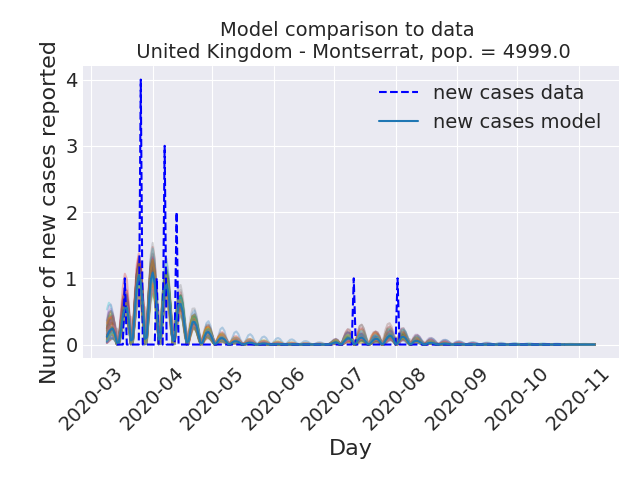 Model comparison to data
United Kingdom - Montserrat, pop. = 4999.0
Number of new cases reported
4
3
2
1
0
new cases data
new cases model
2020-03
2020-04
2020-05
2020-06
2020-07
2020-08
2020-09
2020-10
2020-11
Day